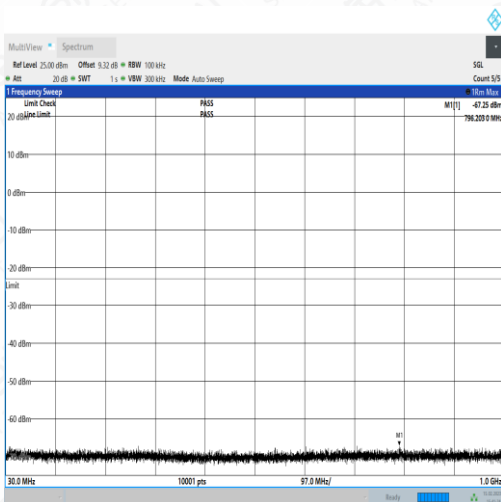 MultiView Spectrum
Ref Level 25.00 dBm Offset 9.32 dB RBW 100 kHz SGL
Att 20 dB SWT 1 s VBW 300 kHz Mode Auto Sweep Count 5/5
1 Frequency Sweep 1Rm Max
Limit Check PASS M1[1] -67.25 dBm
Line Limit PASS 796.2030 MHz
20 dBm
10 dBm
0 dBm
-10 dBm
-20 dBm
Limit
-30 dBm
-40 dBm
-50 dBm
-60 dBm
M1
30.0 MHz 10001 pts 97.0 MHz/ 1.0 GHz
Ready